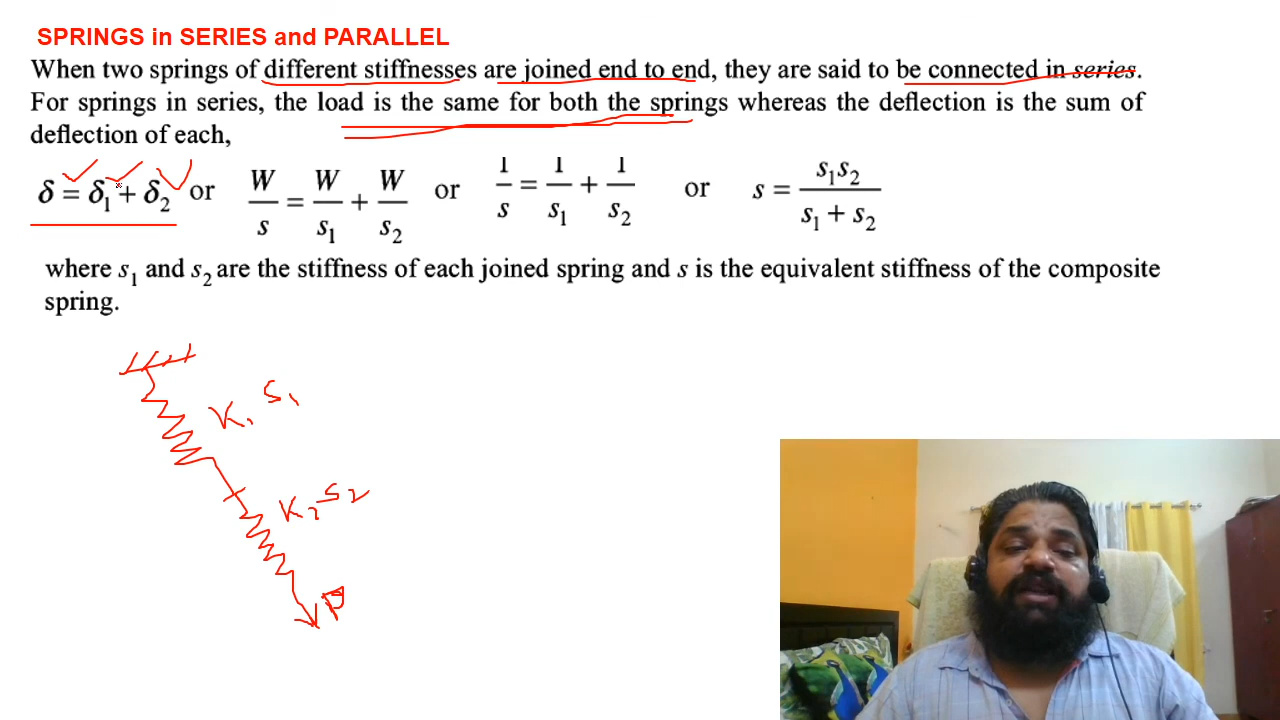 SPRINGS in SERIES and PARALLEL
When two springs of different stiffnesses are joined end to end, they are said to be connected in series.
For springs in series, the load is the same for both the springs whereas the deflection is the sum of
deflection of each,
δ = δ₁ + δ₂ or W/s = W/s₁ + W/s₂ or 1/s = 1/s₁ + 1/s₂ or s = s₁s₂/(s₁ + s₂)
where s₁ and s₂ are the stiffness of each joined spring and s is the equivalent stiffness of the composite
spring.
K₁ S₁
K₂ S₂
P